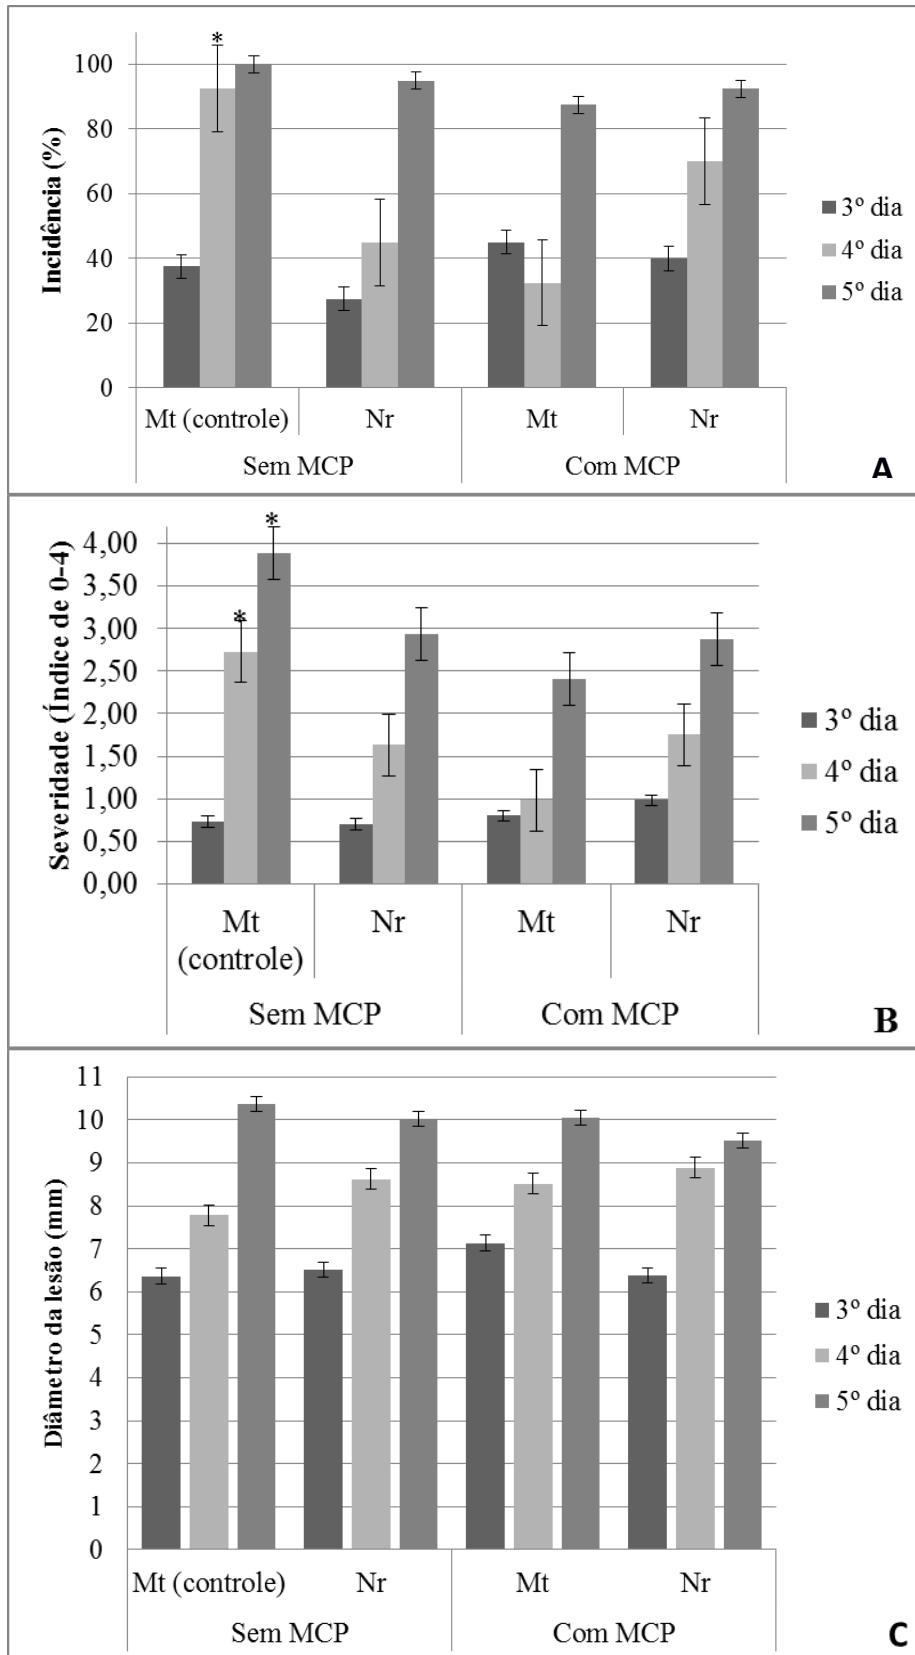 Incidência (%)
*
100
80
60
40
20
0
3º dia
4º dia
5º dia
Mt (controle) Nr Mt Nr
Sem MCP Com MCP
A
Severidade (Índice de 0-4)
*
*
4,00
3,50
3,00
2,50
2,00
1,50
1,00
0,50
0,00
3º dia
4º dia
5º dia
Mt Nr Mt Nr
(controle)
Sem MCP Com MCP
B
Diâmetro da lesão (mm)
11
10
9
8
7
6
5
4
3
2
1
0
3º dia
4º dia
5º dia
Mt (controle) Nr Mt Nr
Sem MCP Com MCP
C